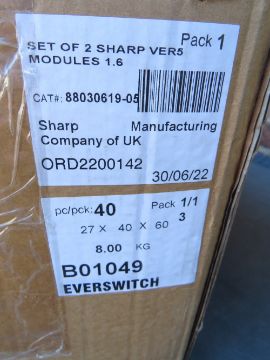 SET OF 2 SHARP VER5 Pack 1
MODULES 1.6
CAT#: 88030619-05
Sharp Manufacturing
Company of UK
ORD2200142
30/06/22
pc/pck: 40 Pack 1/1
3
27 X 40 X 60
8.00 KG
B01049
EVERSWITCH